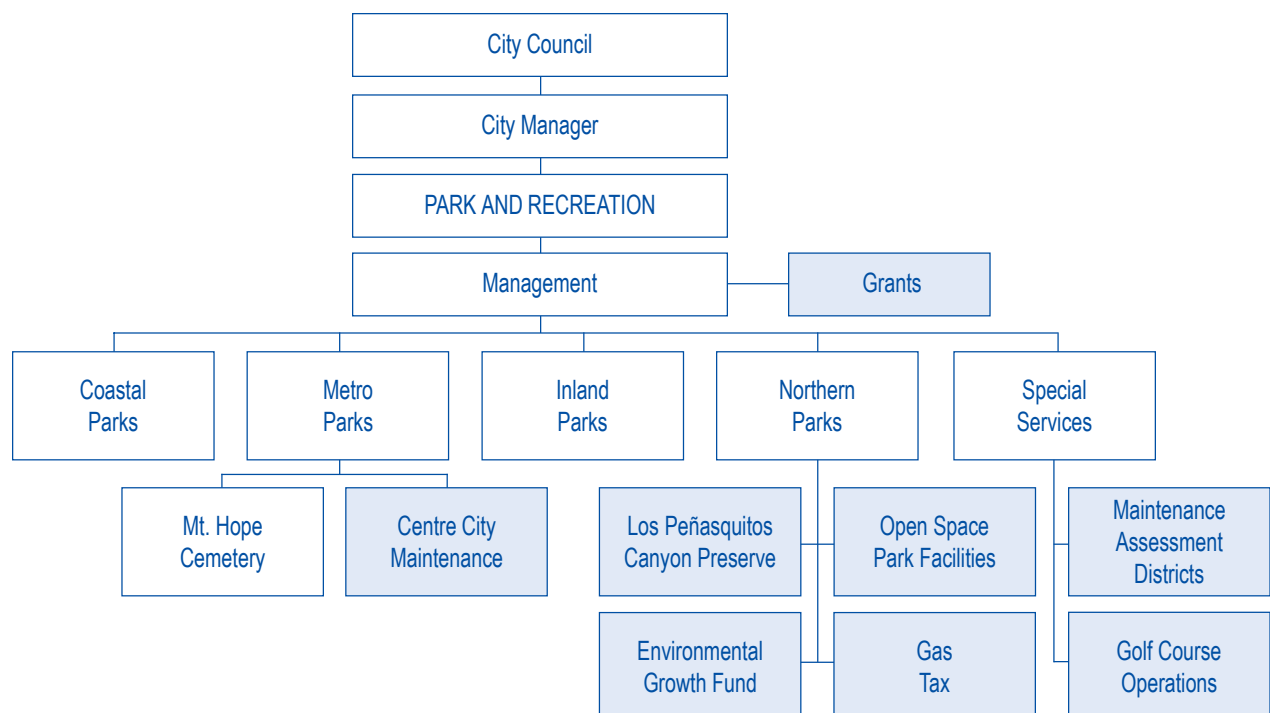 City Council
City Manager
PARK AND RECREATION
Management
Grants
Coastal
Parks
Metro
Parks
Inland
Parks
Northern
Parks
Special
Services
Mt. Hope
Cemetery
Centre City
Maintenance
Los Peñasquitos
Canyon Preserve
Open Space
Park Facilities
Maintenance
Assessment
Districts
Environmental
Growth Fund
Gas
Tax
Golf Course
Operations